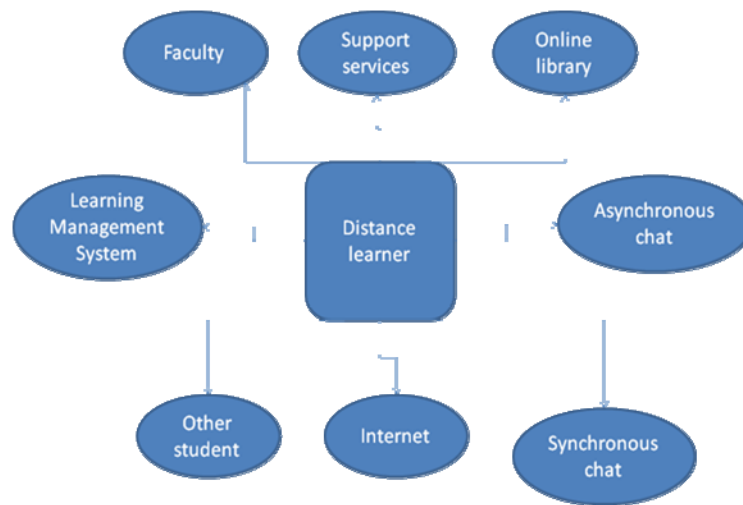 Faculty
Support
services
Online
library
Learning
Management
System
Distance
learner
Asynchronous
chat
Other
student
Internet
Synchronous
chat